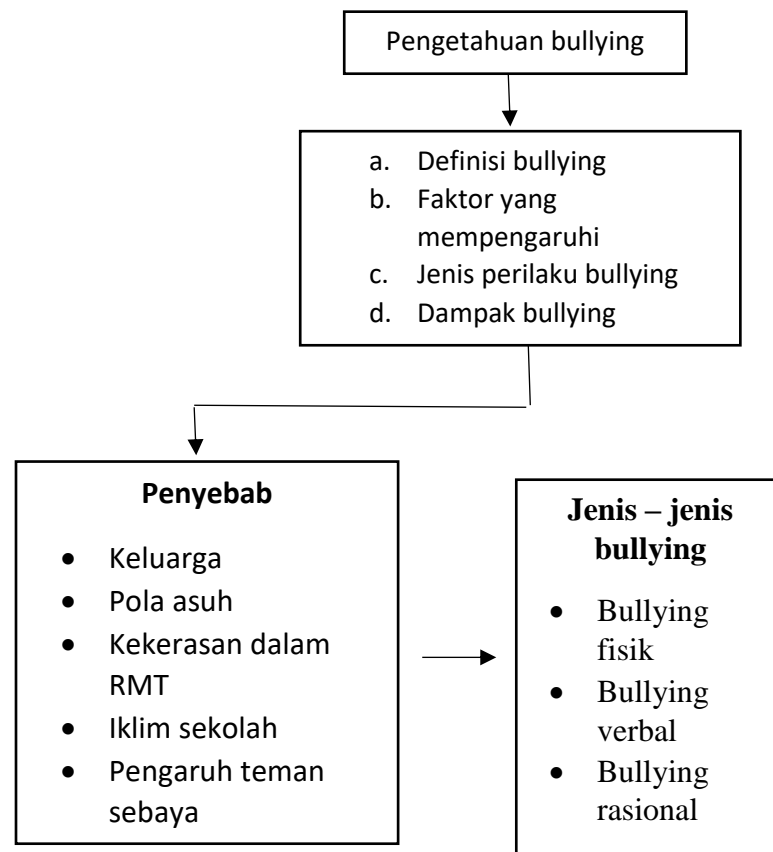 Pengetahuan bullying
a. Definisi bullying
b. Faktor yang
mempengaruhi
c. Jenis perilaku bullying
d. Dampak bullying
Penyebab
• Keluarga
• Pola asuh
• Kekerasan dalam
RMT
• Iklim sekolah
• Pengaruh teman
sebaya
Jenis – jenis
bullying
• Bullying
fisik
• Bullying
verbal
• Bullying
rasional